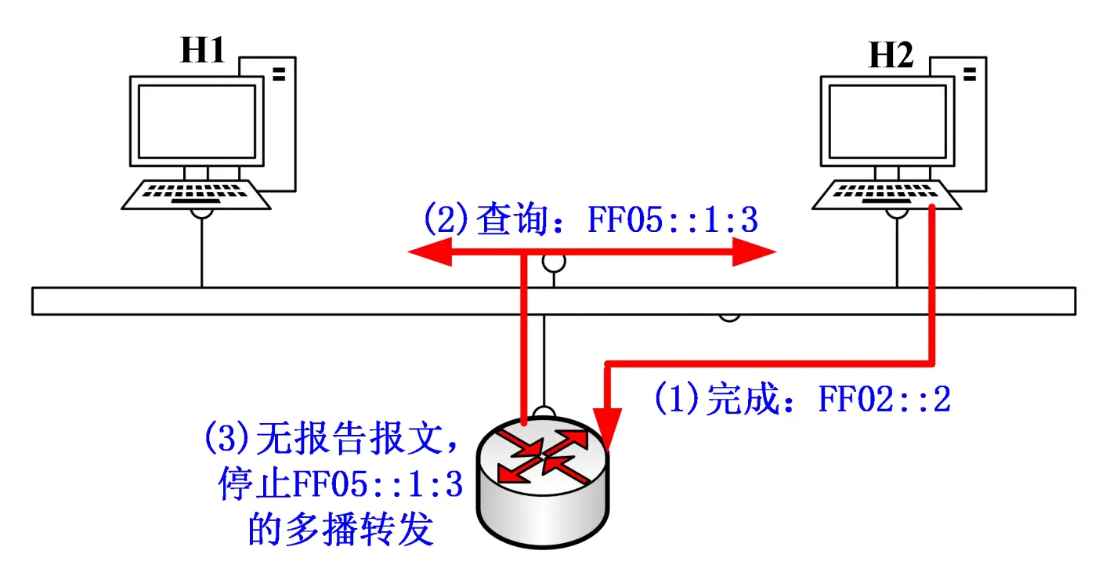 H1
H2
(2)查询：FF05::1:3
(1)完成：FF02::2
(3)无报告报文，
停止FF05::1:3
的多播转发